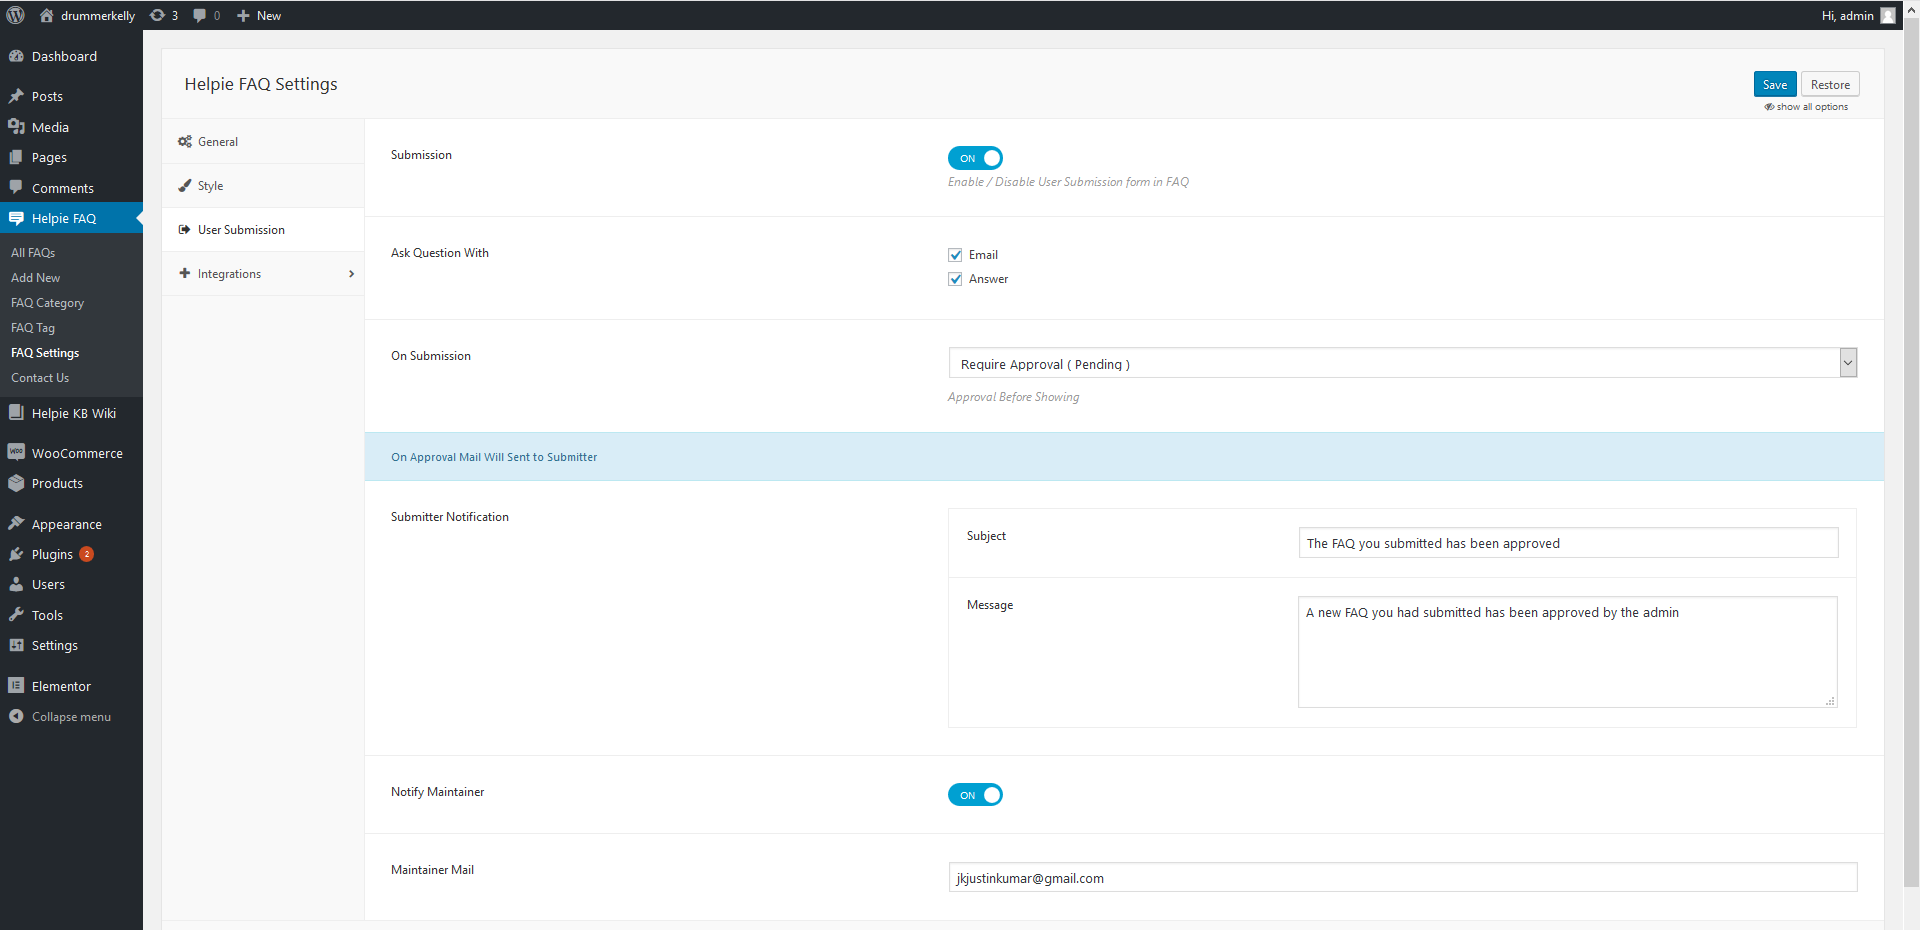 drummerkelly 3 0 New
Hi, admin
Dashboard
Posts
Media
Pages
Comments
Helpie FAQ
All FAQs
Add New
FAQ Category
FAQ Tag
FAQ Settings
Contact Us
Helpie KB Wiki
WooCommerce
Products
Appearance
Plugins 2
Users
Tools
Settings
Elementor
Collapse menu
Helpie FAQ Settings
Save Restore
show all options
General
Style
User Submission
Integrations
Submission
ON
Enable / Disable User Submission form in FAQ
Ask Question With
Email
Answer
On Submission
Require Approval ( Pending )
Approval Before Showing
On Approval Mail Will Sent to Submitter
Submitter Notification
Subject
The FAQ you submitted has been approved
Message
A new FAQ you had submitted has been approved by the admin
Notify Maintainer
ON
Maintainer Mail
jkjustinkumar@gmail.com